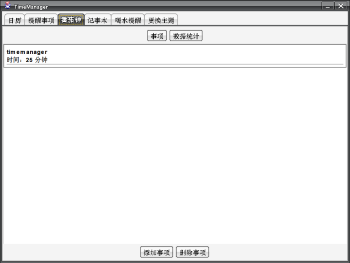 TimeManager
日历 提醒事项 番茄钟 记事本 喝水提醒 更换主题
事项 数据统计
timemanager
时间：25 分钟
添加事项 删除事项